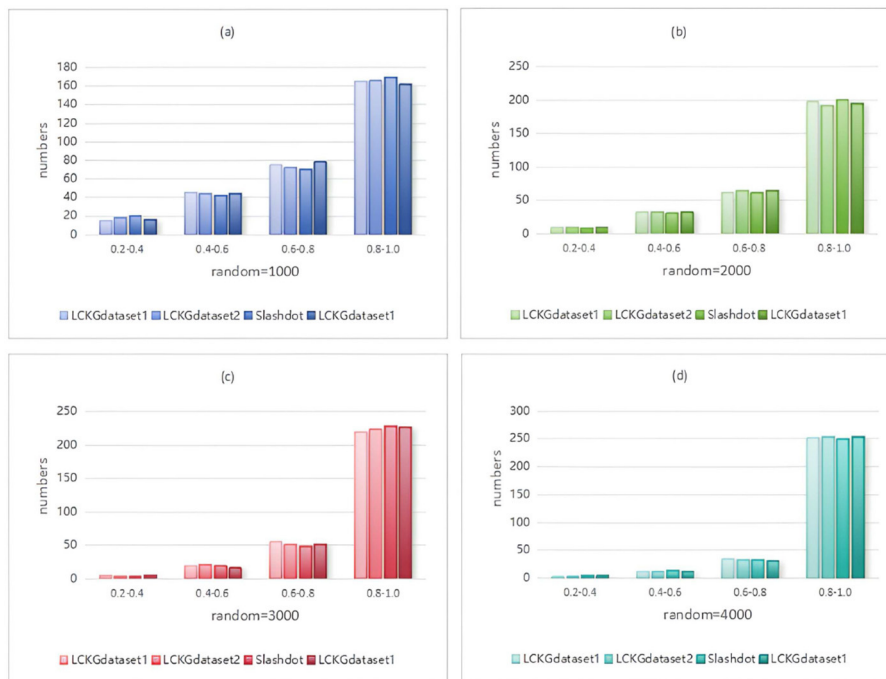 (a)
180
160
140
120
100
80
60
40
20
0
numbers
0.2-0.4 0.4-0.6 0.6-0.8 0.8-1.0
random=1000
LCKGdataset1 LCKGdataset2 Slashdot LCKGdataset1
(b)
250
200
150
100
50
0
numbers
0.2-0.4 0.4-0.6 0.6-0.8 0.8-1.0
random=2000
LCKGdataset1 LCKGdataset2 Slashdot LCKGdataset1
(c)
250
200
150
100
50
0
numbers
0.2-0.4 0.4-0.6 0.6-0.8 0.8-1.0
random=3000
LCKGdataset1 LCKGdataset2 Slashdot LCKGdataset1
(d)
300
250
200
150
100
50
0
numbers
0.2-0.4 0.4-0.6 0.6-0.8 0.8-1.0
random=4000
LCKGdataset1 LCKGdataset2 Slashdot LCKGdataset1